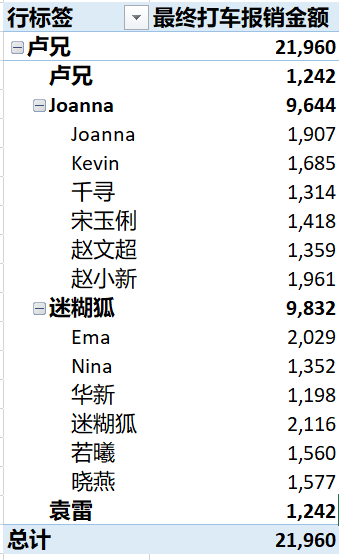 行标签 最终打车报销金额
卢兄 21,960
卢兄 1,242
Joanna 9,644
Joanna 1,907
Kevin 1,685
千寻 1,314
宋玉俐 1,418
赵文超 1,359
赵小新 1,961
迷糊狐 9,832
Ema 2,029
Nina 1,352
华新 1,198
迷糊狐 2,116
若曦 1,560
晓燕 1,577
袁雷 1,242
总计 21,960